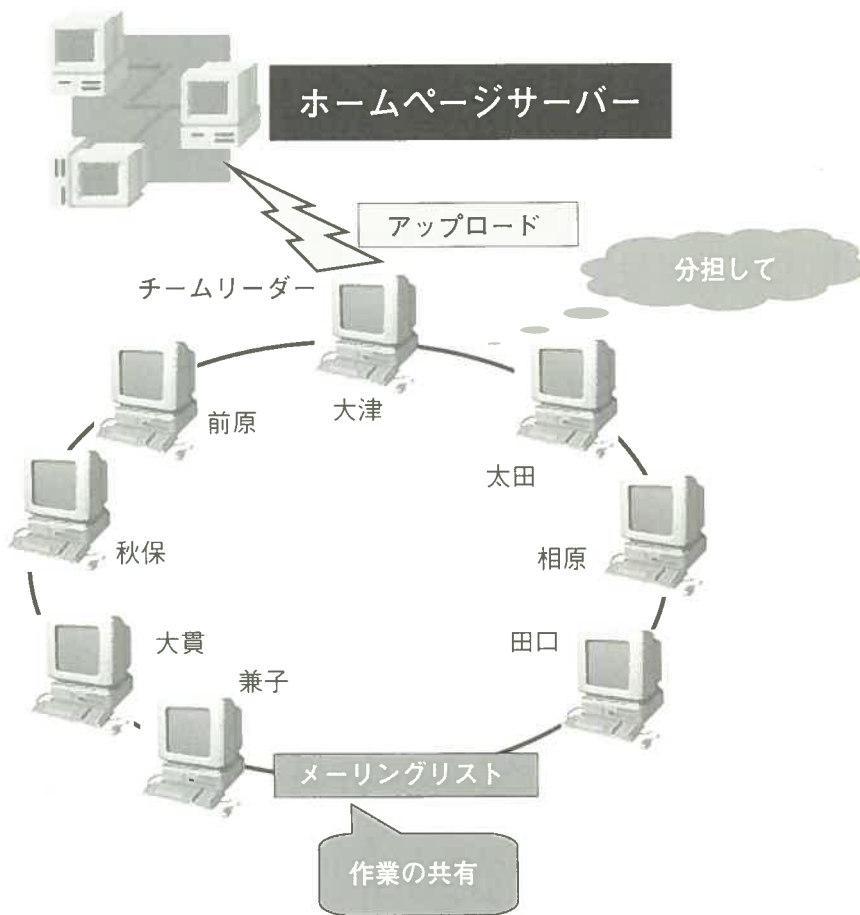 ホームページサーバー
アップロード
分担して
チームリーダー
大津
前原
太田
秋保
相原
大貫
田口
兼子
メーリングリスト
作業の共有